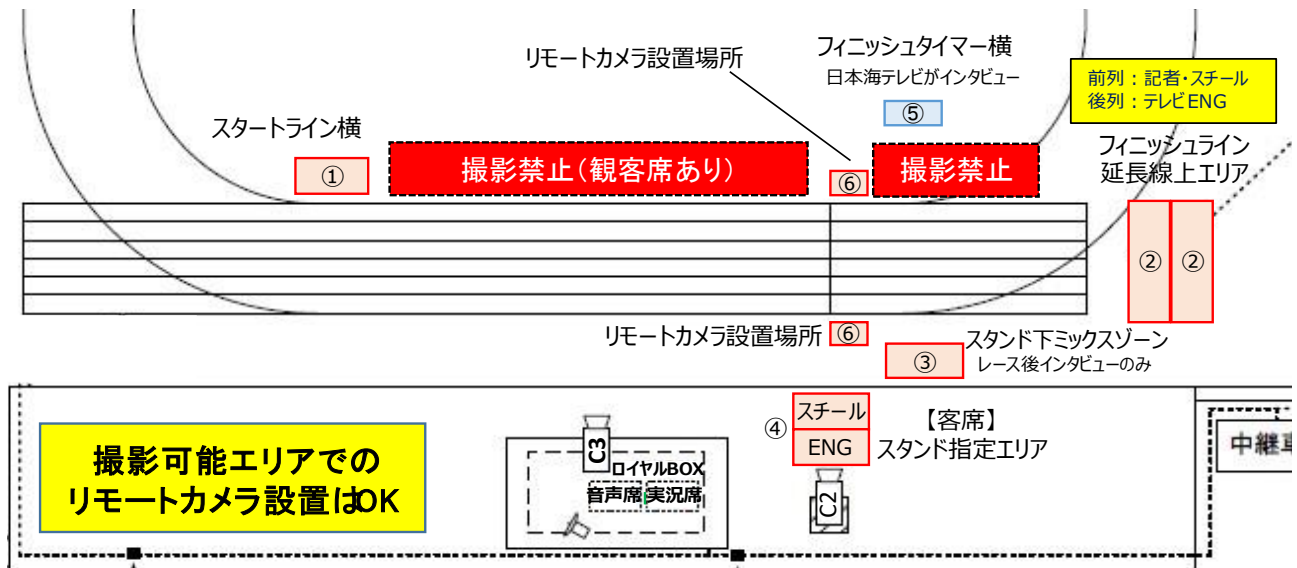 フィニッシュタイマー横
リモートカメラ設置場所
日本海テレビがインタビュー
前列：記者・スチール
後列：テレビENG
⑤
スタートライン横
フィニッシュライン
延長線上エリア
撮影禁止（観客席あり）
撮影禁止
①
⑥
②
②
リモートカメラ設置場所
⑥
スタンド下ミックスゾーン
レース後インタビューのみ
③
スチール
④
ENG
【客席】
スタンド指定エリア
撮影可能エリアでの
リモートカメラ設置はOK
C3
ロイヤルBOX
音声席
実況席
C2
中継車